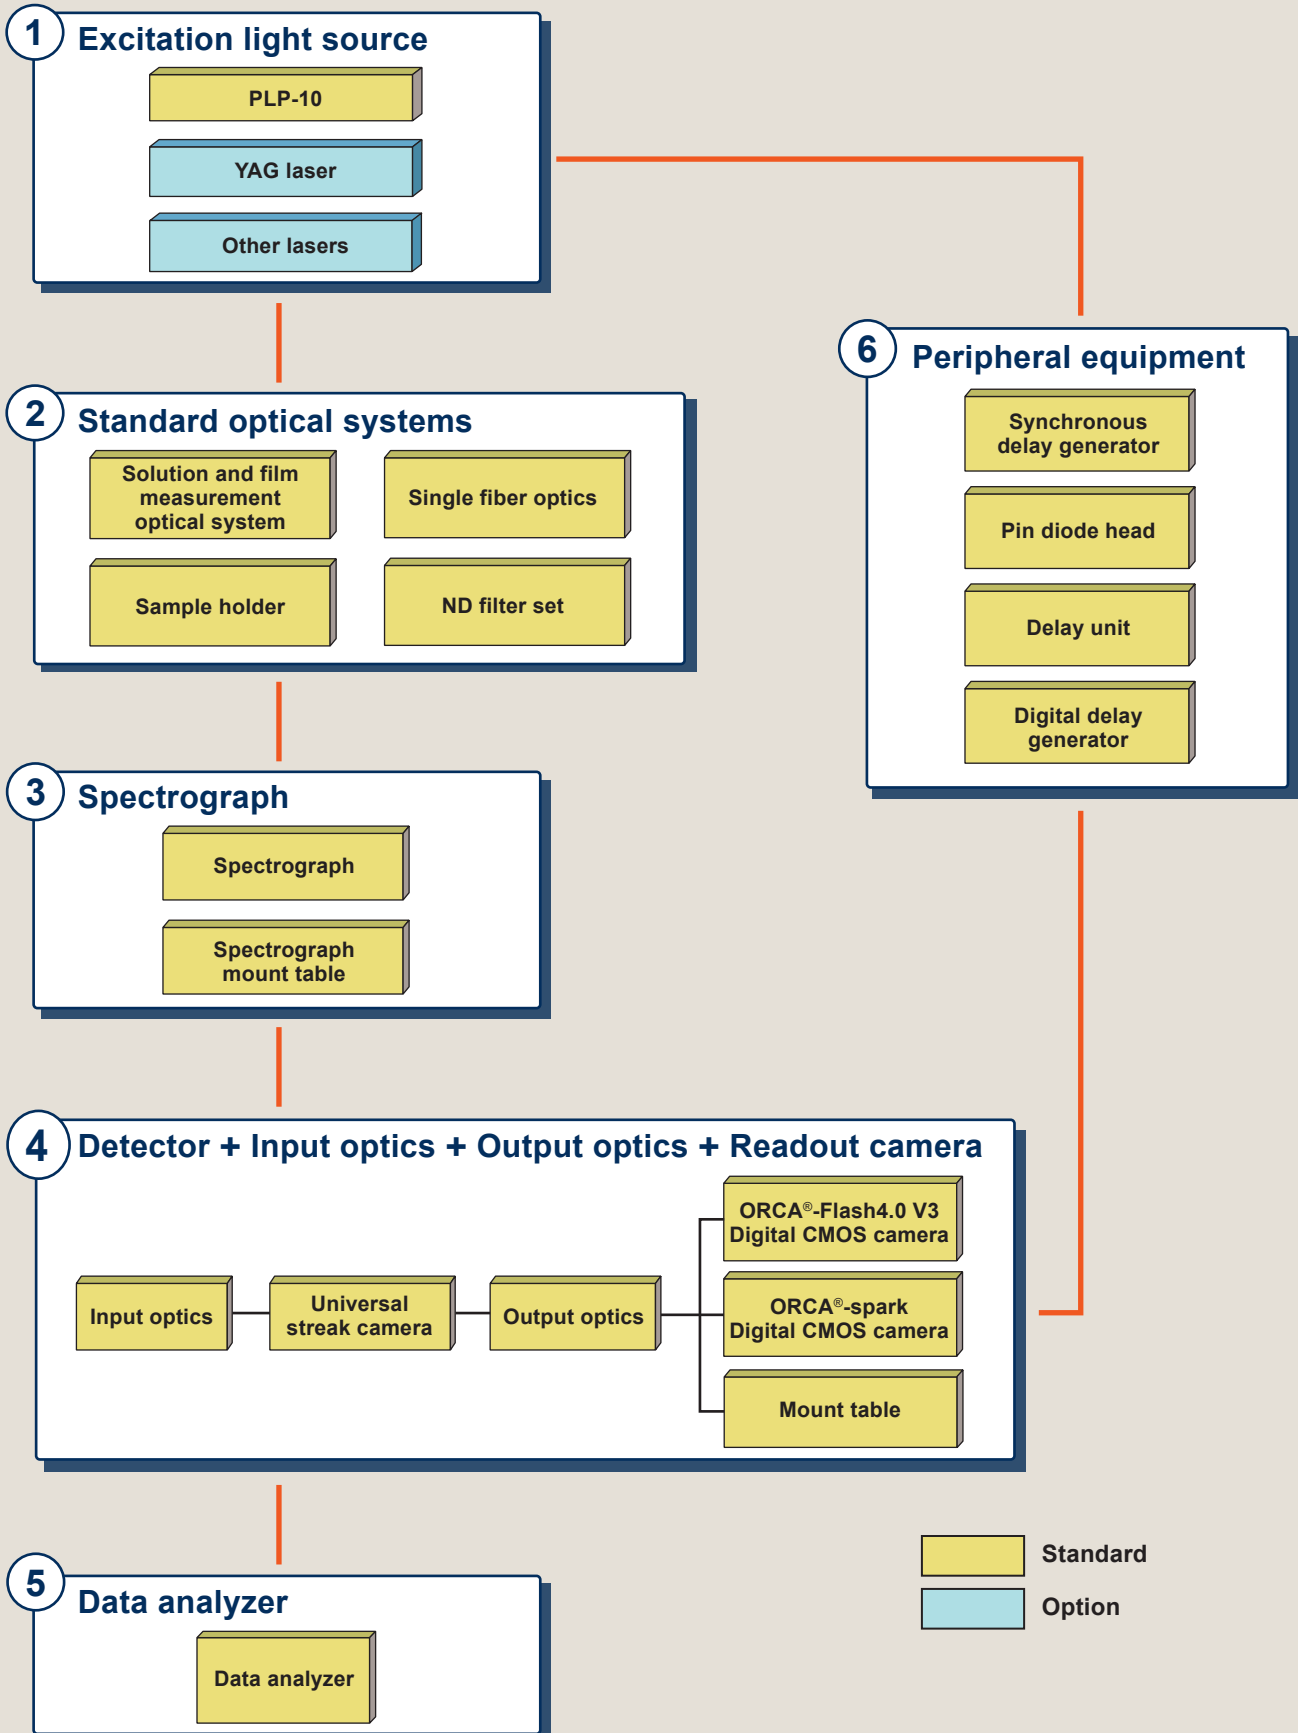 1
Excitation light source
PLP-10
YAG laser
Other lasers
2
Standard optical systems
Solution and film
measurement
optical system
Single fiber optics
Sample holder
ND filter set
3
Spectrograph
Spectrograph
Spectrograph
mount table
6
Peripheral equipment
Synchronous
delay generator
Pin diode head
Delay unit
Digital delay
generator
4
Detector + Input optics + Output optics + Readout camera
Input optics
Universal
streak camera
Output optics
ORCA®-Flash4.0 V3
Digital CMOS camera
ORCA®-spark
Digital CMOS camera
Mount table
5
Data analyzer
Data analyzer
Standard
Option